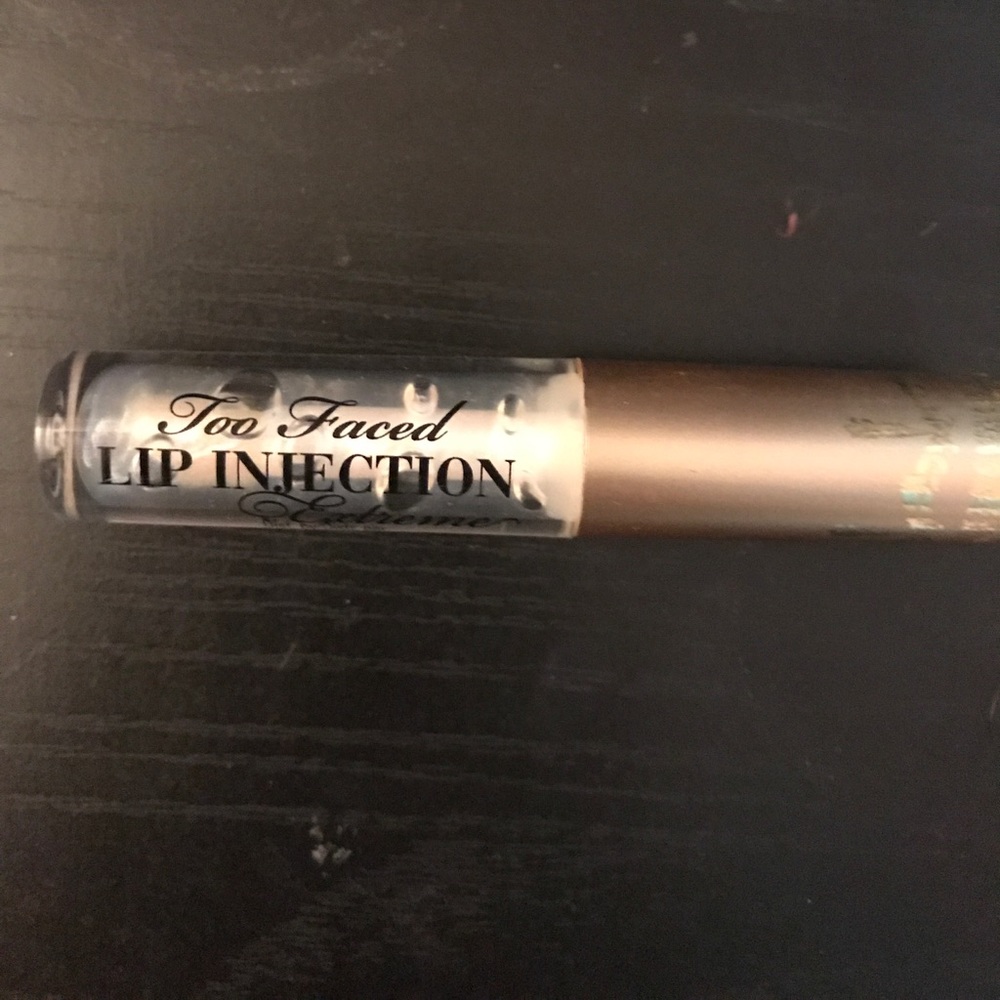 Too Faced
LIP INJECTION
Extreme